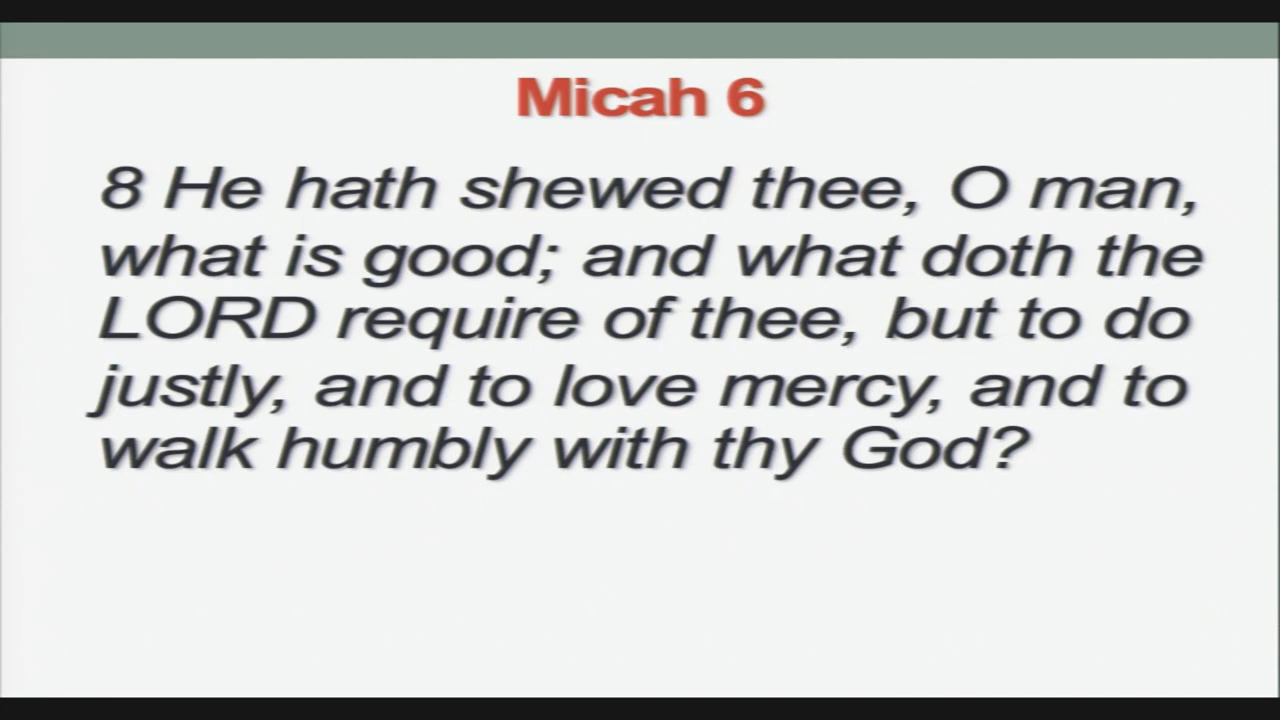 Micah 6
8 He hath shewed thee, O man,
what is good; and what doth the
LORD require of thee, but to do
justly, and to love mercy, and to
walk humbly with thy God?